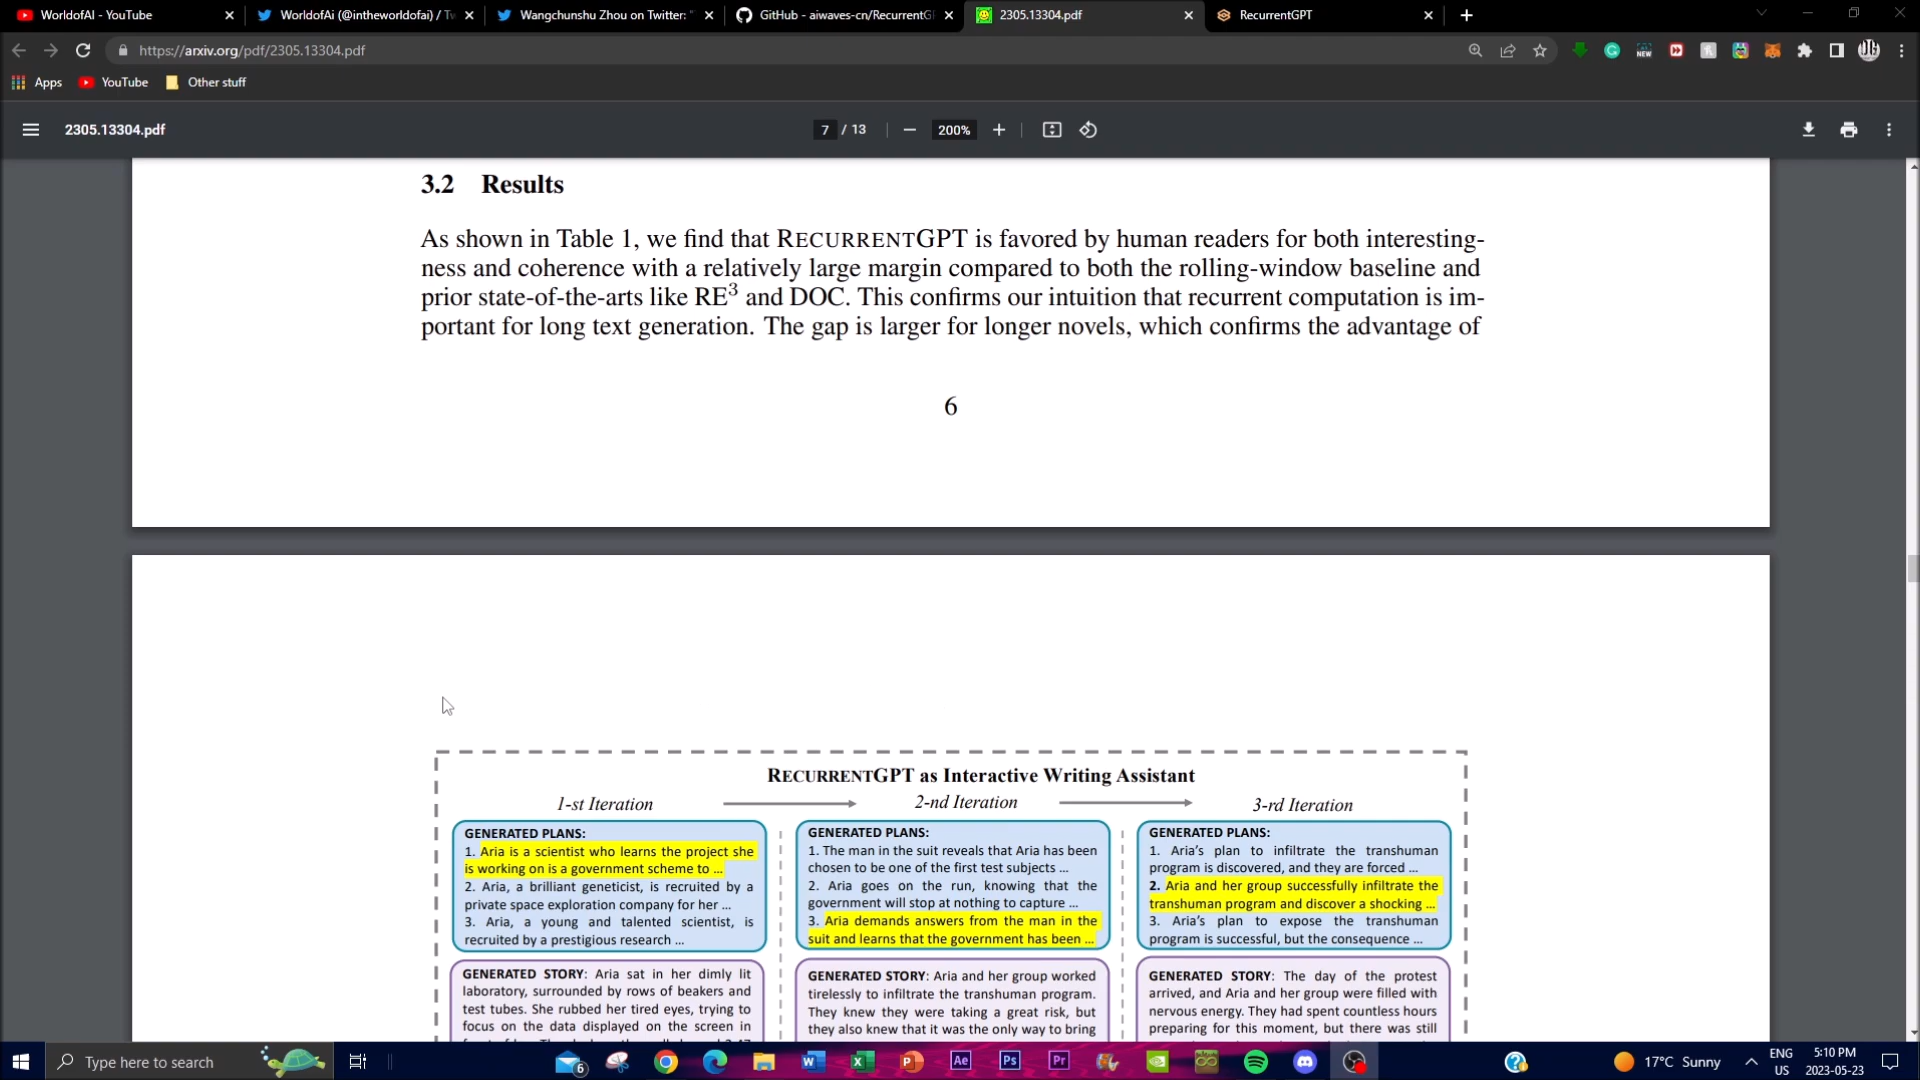 WorldofAI - YouTube
WorldofAi (@intheworldofai) / Tw
Wangchunshu Zhou on Twitter: "
GitHub - aiwaves-cn/RecurrentG
2305.13304.pdf
RecurrentGPT
https://arxiv.org/pdf/2305.13304.pdf
NEW
Apps
YouTube
Other stuff
2305.13304.pdf
7 / 13
200%
3.2 Results
As shown in Table 1, we find that RECURRENTGPT is favored by human readers for both interesting-
ness and coherence with a relatively large margin compared to both the rolling-window baseline and
prior state-of-the-arts like RE3 and DOC. This confirms our intuition that recurrent computation is im-
portant for long text generation. The gap is larger for longer novels, which confirms the advantage of
6
RECURRENTGPT as Interactive Writing Assistant
1-st Iteration
2-nd Iteration
3-rd Iteration
GENERATED PLANS:
1. Aria is a scientist who learns the project she
is working on is a government scheme to ...
2. Aria, a brilliant geneticist, is recruited by a
private space exploration company for her ...
3. Aria, a young and talented scientist, is
recruited by a prestigious research ...
GENERATED PLANS:
1. The man in the suit reveals that Aria has been
chosen to be one of the first test subjects ...
2. Aria goes on the run, knowing that the
government will stop at nothing to capture ...
3. Aria demands answers from the man in the
suit and learns that the government has been ...
GENERATED PLANS:
1. Aria's plan to infiltrate the transhuman
program is discovered, and they are forced ...
2. Aria and her group successfully infiltrate the
transhuman program and discover a shocking ...
3. Aria's plan to expose the transhuman
program is successful, but the consequence ...
GENERATED STORY: Aria sat in her dimly lit
laboratory, surrounded by rows of beakers and
test tubes. She rubbed her tired eyes, trying to
focus on the data displayed on the screen in
GENERATED STORY: Aria and her group worked
tirelessly to infiltrate the transhuman program.
They knew they were taking a great risk, but
they also knew that it was the only way to bring
GENERATED STORY: The day of the protest
arrived, and Aria and her group were filled with
nervous energy. They had spent countless hours
preparing for this moment, but there was still
Type here to search
6
Ae
Ps
Pr
17°C Sunny
ENG
US
5:10 PM
2023-05-23